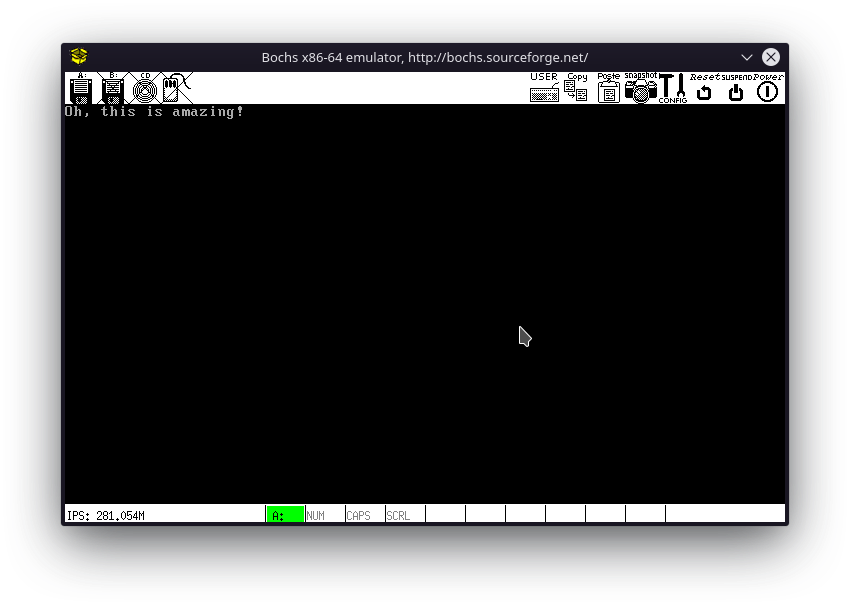 Bochs x86-64 emulator, http://bochs.sourceforge.net/
A: B: CD USER Copy Paste snapshot CONFIG Reset SUSPEND Power
Oh, this is amazing!
IPS: 281.054M A: NUM CAPS SCRL